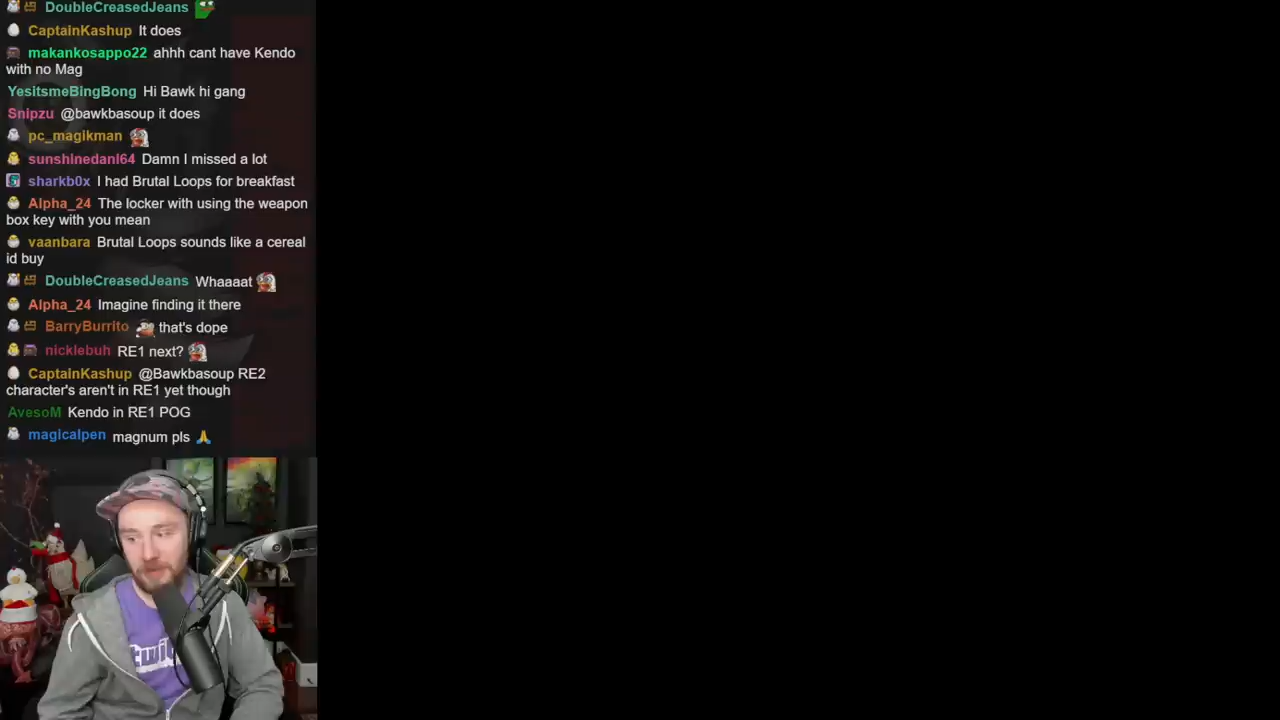 DoubleCreasedJeans
CaptainKashup It does
makankosappo22 ahhh cant have Kendo
with no Mag
YesitsmeBingBong Hi Bawk hi gang
Snipzu @bawkbasoup it does
pc_magikman
sunshinedanl64 Damn I missed a lot
sharkb0x I had Brutal Loops for breakfast
Alpha_24 The locker with using the weapon
box key with you mean
vaanbara Brutal Loops sounds like a cereal
id buy
DoubleCreasedJeans Whaaaat
Alpha_24 Imagine finding it there
BarryBurrito that's dope
nicklebuh RE1 next?
CaptainKashup @Bawkbasoup RE2
character's aren't in RE1 yet though
AvesoM Kendo in RE1 POG
magicalpen magnum pls 🙏
twitch